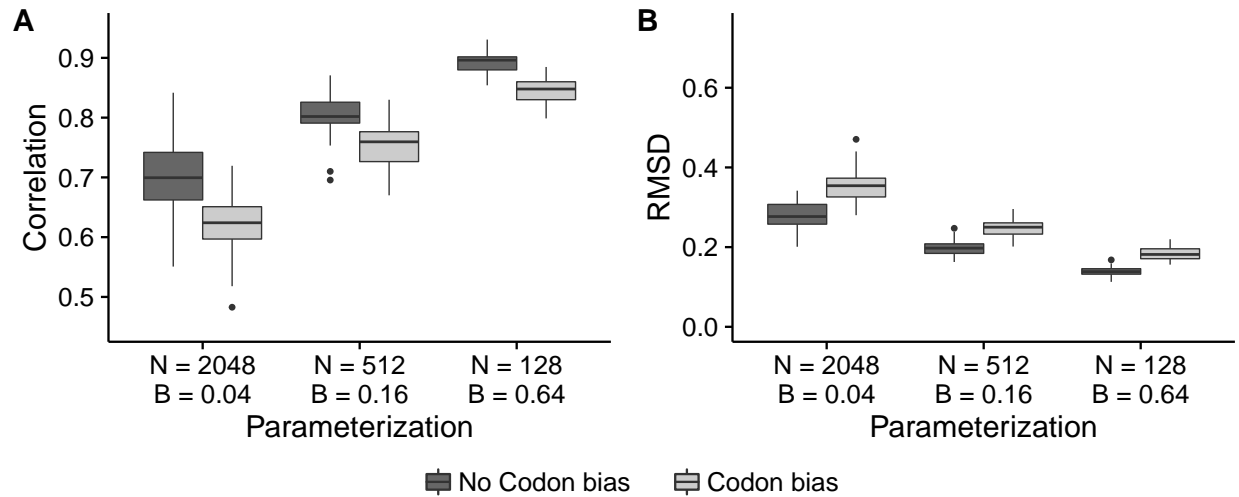 A
Correlation
0.9
0.8
0.7
0.6
0.5
N = 2048
B = 0.04
N = 512
B = 0.16
N = 128
B = 0.64
Parameterization
B
RMSD
0.6
0.4
0.2
0.0
N = 2048
B = 0.04
N = 512
B = 0.16
N = 128
B = 0.64
Parameterization
No Codon bias
Codon bias